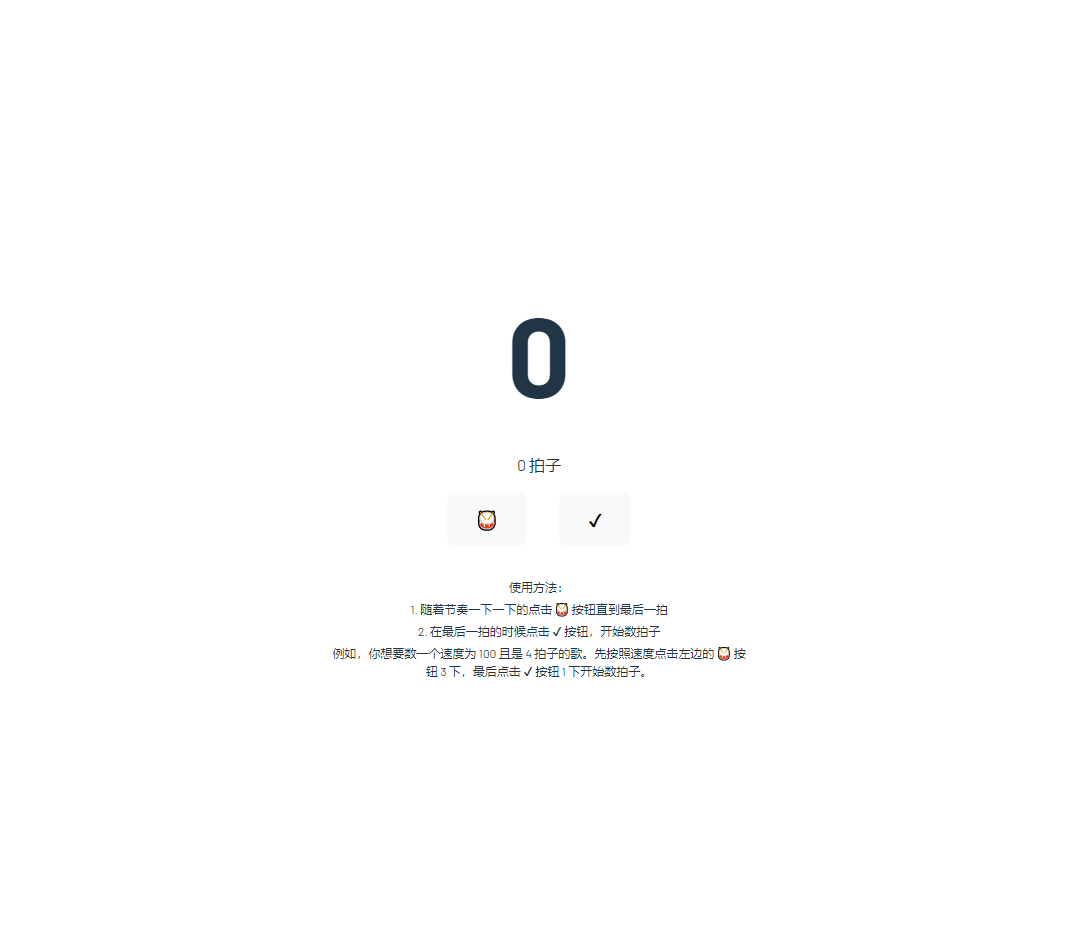 0
0 拍子
✓
使用方法：
1. 随着节奏一下一下的点击 🥁 按钮直到最后一拍
2. 在最后一拍的时候点击 ✓ 按钮，开始数拍子
例如，你想要数一个速度为 100 且是 4 拍子的歌。先按照速度点击左边的 🥁 按
钮 3 下，最后点击 ✓ 按钮 1 下开始数拍子。